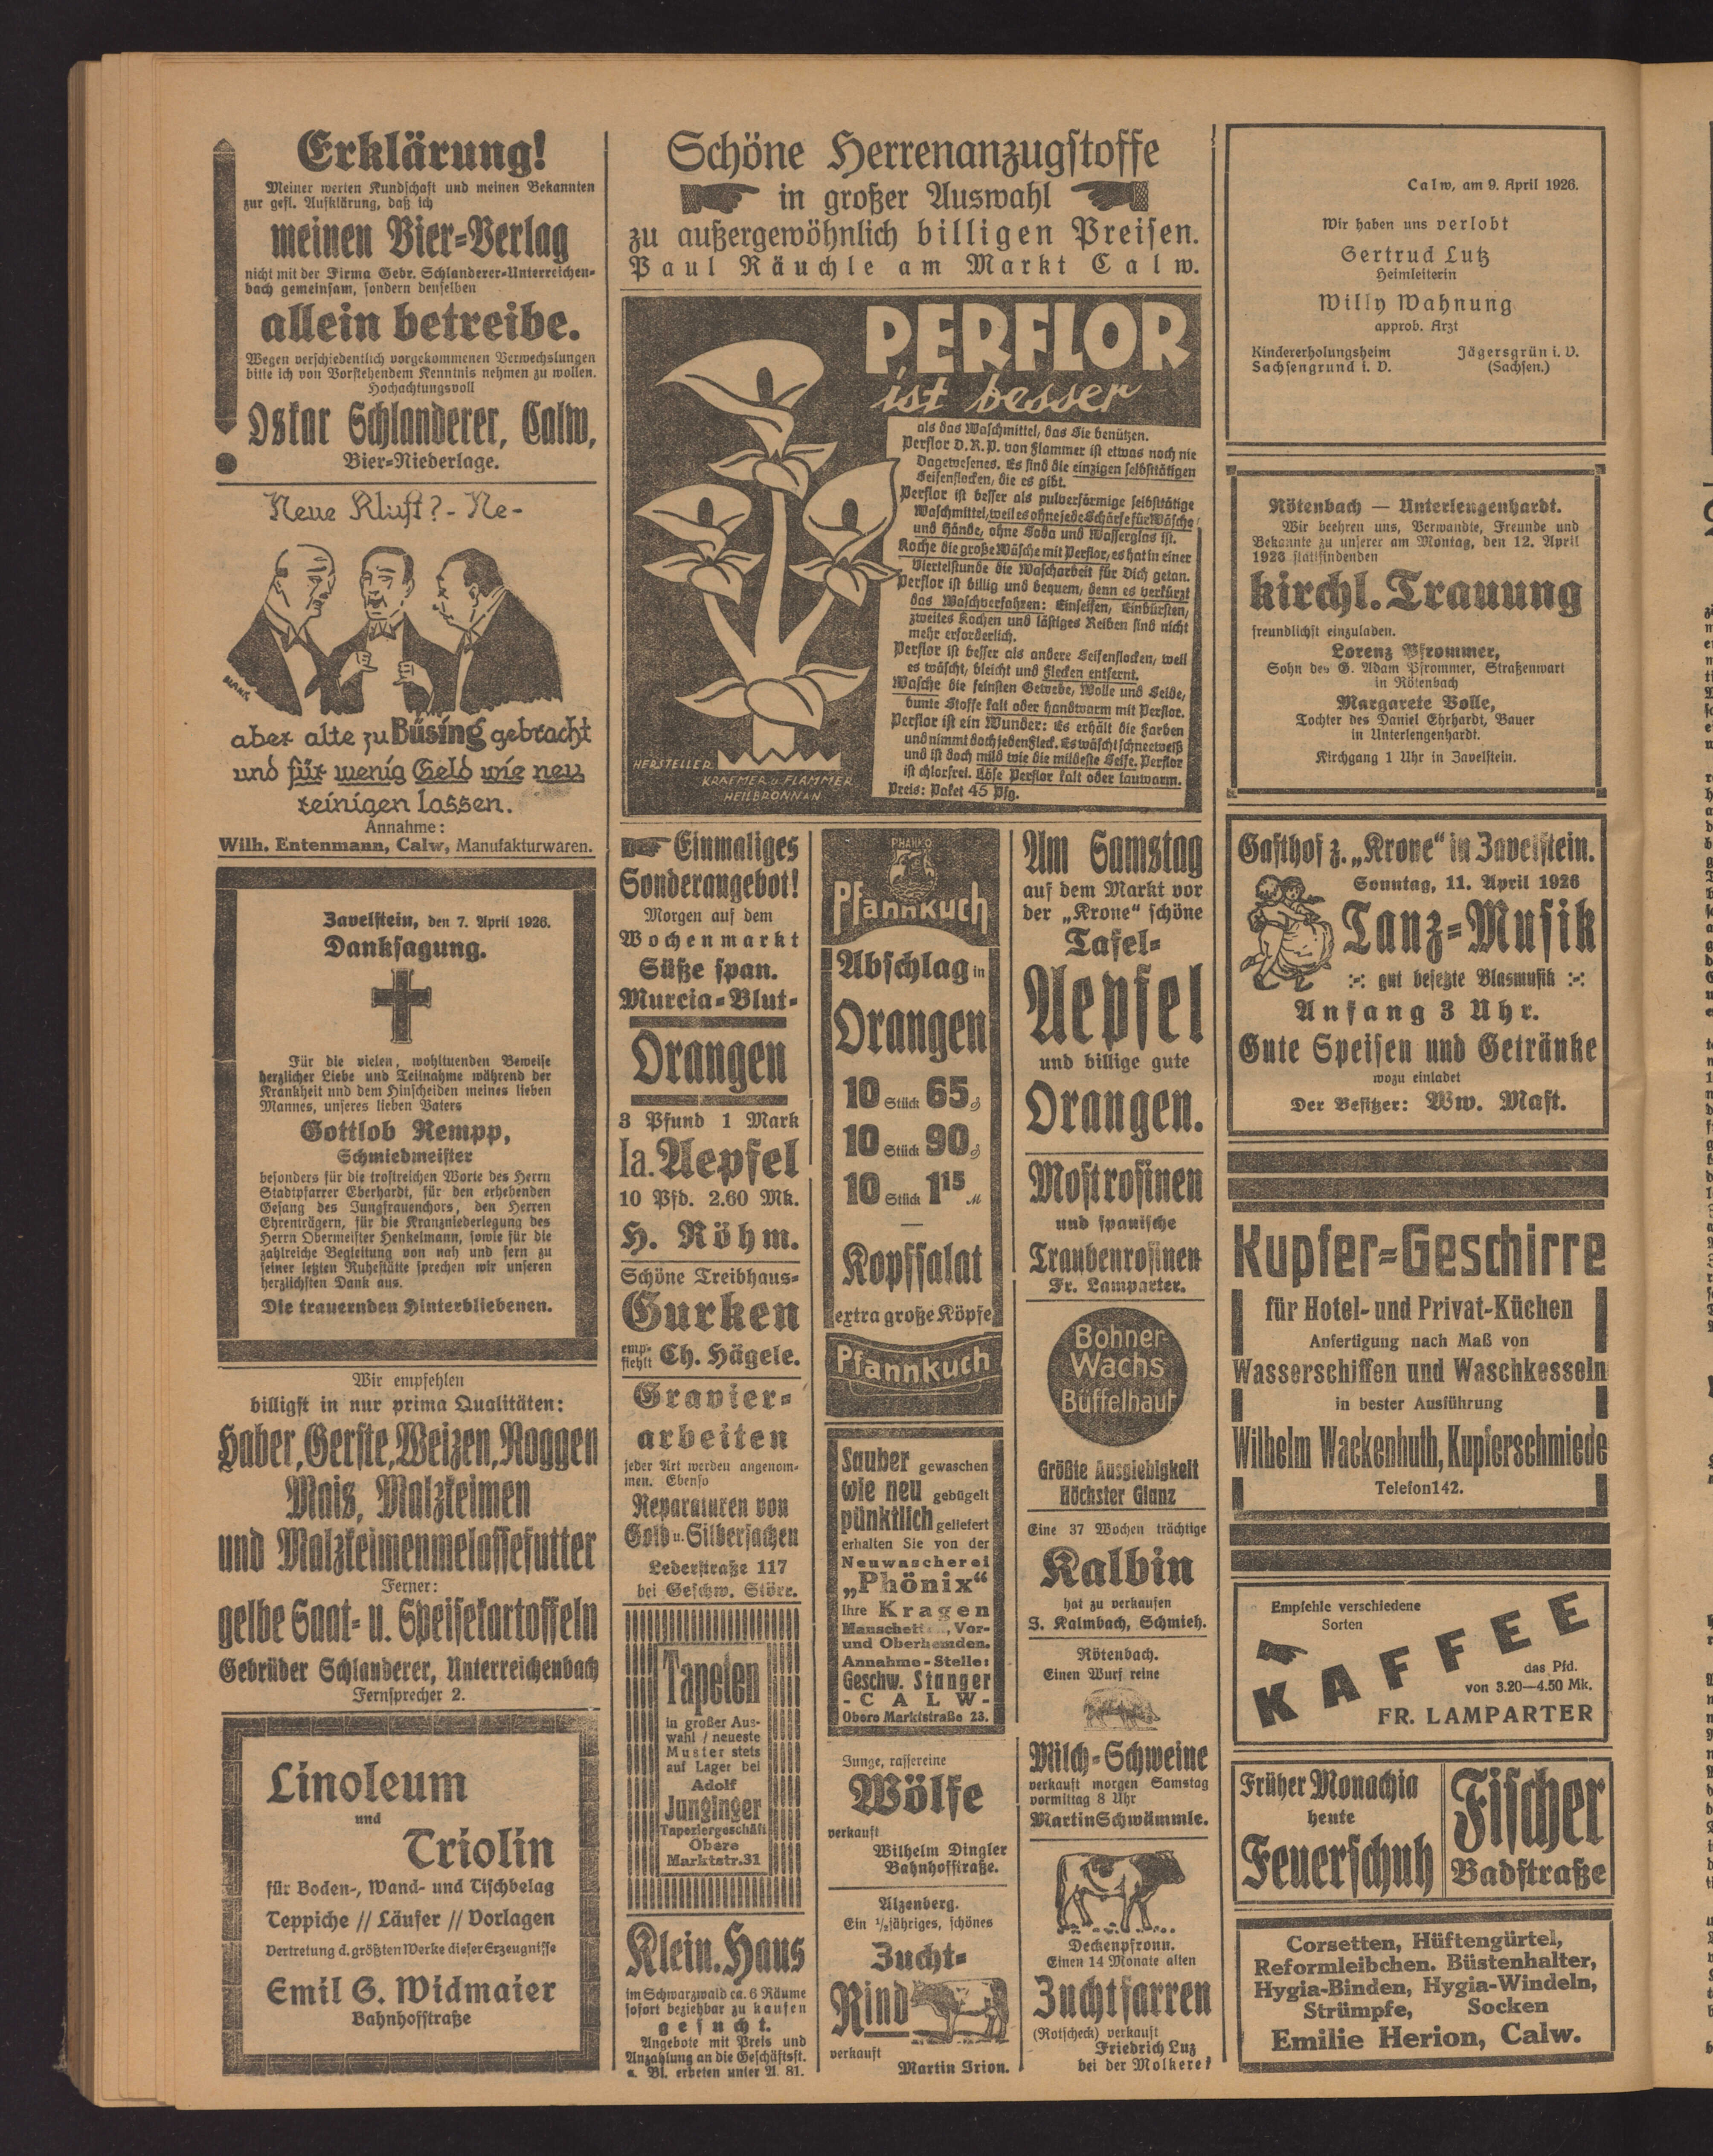 Erklärung!
Meiner werten Kundschaft und meinen Bekannten
zur gefl. Aufklärung, daß ich
meinen Bier-Verlag
nicht mit der Firma Gebr. Schlanderer-Unterreichen-
bach gemeinsam, sondern denselben
allein betreibe.
Wegen verschiedentlich vorgekommenen Verwechslungen
bitte ich von Vorstehendem Kenntnis nehmen zu wollen.
Hochachtungsvoll
Oskar Schlanderer, Calw,
Bier-Niederlage.
Neue Kluft? - Ne -
BLANK
aber alte zu Büsing gebracht
und für wenig Geld wie neu
reinigen lassen.
Annahme:
Wilh. Entenmann, Calw, Manufakturwaren.
Zavelstein, den 7. April 1926.
Danksagung.
Für die vielen, wohltuenden Beweise
herzlicher Liebe und Teilnahme während der
Krankheit und dem Hinscheiden meines lieben
Mannes, unseres lieben Vaters
Gottlob Rempp,
Schmiedmeister
besonders für die trostreichen Worte des Herrn
Stadtpfarrer Eberhardt, für den erhebenden
Gesang des Jungfrauenchors, den Herren
Ehrenträgern, für die Kranzniederlegung des
Herrn Obermeister Henkelmann, sowie für die
zahlreiche Begleitung von nah und fern zu
seiner letzten Ruhestätte sprechen wir unseren
herzlichsten Dank aus.
Die trauernden Hinterbliebenen.
Wir empfehlen
billigst in nur prima Qualitäten:
Haber, Gerste, Weizen, Roggen
Mais, Malzkeimen
und Malzkeimenmelassefutter
Ferner:
gelbe Saat- u. Speisekartoffeln
Gebrüder Schlanderer, Unterreichenbach
Fernsprecher 2.
Linoleum
und
Triolin
für Boden-, Wand- und Tischbelag
Teppiche // Läufer // Vorlagen
Vertretung d. größten Werke dieser Erzeugnisse
Emil G. Widmaier
Bahnhofstraße
Schöne Herrenanzugstoffe
in großer Auswahl
zu außergewöhnlich billigen Preisen.
Paul Räuchle am Markt Calw.
PERFLOR
ist besser
als das Waschmittel, das Sie benützen.
Perflor D.R.P. von Flammer ist etwas noch nie
Dagewesenes. Es sind die einzigen selbsttätigen
Seifenflocken, die es gibt.
Perflor ist besser als pulverförmige selbsttätige
Waschmittel, weil es ohne jede Schärfe für Wäsche
und Hände, ohne Soda und Wasserglas ist.
Koche die große Wäsche mit Perflor, es hat in einer
Viertelstunde die Wascharbeit für Dich getan.
Perflor ist billig und bequem, denn es verkürzt
das Waschverfahren: Einseifen, Einbürsten,
zweites Kochen und lästiges Reiben sind nicht
mehr erforderlich.
Perflor ist besser als andere Seifenflocken, weil
es wäscht, bleicht und Flecken entfernt.
Wasche die feinsten Gewebe, Wolle und Seide,
bunte Stoffe kalt oder handwarm mit Perflor.
Perflor ist ein Wunder: Es erhält die Farben
und nimmt doch jeden Fleck. Es wäscht schneeweiß
und ist doch mild wie die mildeste Seife. Perflor
ist chlorfrei. Löse Perflor kalt oder lauwarm.
Preis: Paket 45 Pfg.
HERSTELLER
KRAEMER u. FLAMMER
HEILBRONN A/N
Einmaliges
Sonderangebot!
Morgen auf dem
Wochenmarkt
Süße span.
Murcia-Blut-
Orangen
3 Pfund 1 Mark
Ia. Aepfel
10 Pfd. 2.60 Mk.
H. Röhm.
Schöne Treibhaus-
Gurken
emp-
fiehlt Ch. Hägele.
Gravier-
arbeiten
jeder Art werden angenom-
men. Ebenso
Reparaturen von
Gold u. Silbersachen
Lederstraße 117
bei Geschw. Störr.
Tapeten
in großer Aus-
wahl / neueste
Muster stets
auf Lager bei
Adolf
Junginger
Tapeziergeschäft
Obere
Marktstr. 31
Klein. Haus
im Schwarzwald ca. 6 Räume
sofort beziehbar zu kaufen
gesucht.
Angebote mit Preis und
Anzahlung an die Geschäftsst.
d. Bl. erbeten unter A. 81.
PHANKO
Pfannkuch
Abschlag in
Orangen
10 Stück 65 ₰
10 Stück 90 ₰
10 Stück 1 15 M
Kopfsalat
extra große Köpfe
Pfannkuch
Sauber gewaschen
wie neu gebügelt
pünktlich geliefert
erhalten Sie von der
Neuwascherei
„Phönix“
Ihre Kragen
Manschetten, Vor-
und Oberhemden.
Annahme-Stelle:
Geschw. Stanger
- CALW -
Obere Marktstraße 23.
Junge, rassereine
Wölfe
verkauft
Wilhelm Dingler
Bahnhofstraße.
Alzenberg.
Ein ½jähriges, schönes
Zucht-
Rind
verkauft
Martin Irion.
Am Samstag
auf dem Markt vor
der „Krone“ schöne
Tafel-
Aepfel
und billige gute
Orangen.
Mostrosinen
und spanische
Traubenrosinen
Fr. Lamparter.
Bohner-
Wachs
Büffelhaut
Größte Ausgiebigkeit
Höchster Glanz
Eine 37 Wochen trächtige
Kalbin
hat zu verkaufen
J. Kalmbach, Schmieh.
Rötenbach.
Einen Wurf reine
Milch-Schweine
verkauft morgen Samstag
vormittag 8 Uhr
Martin Schwämmle.
Deckenpfronn.
Einen 14 Monate alten
Zuchtfarren
(Rotscheck) verkauft
Friedrich Luz
bei der Molkerei
Calw, am 9. April 1926.
Wir haben uns verlobt
Gertrud Lutz
Heimleiterin
Willy Wahnung
approb. Arzt
Kindererholungsheim
Sachsengrund i. V.
Jägersgrün i. V.
(Sachsen.)
Rötenbach — Unterlengenhardt.
Wir beehren uns, Verwandte, Freunde und
Bekannte zu unserer am Montag, den 12. April
1926 stattfindenden
kirchl. Trauung
freundlichst einzuladen.
Lorenz Pfrommer,
Sohn des G. Adam Pfrommer, Straßenwart
in Rötenbach
Margarete Bolle,
Tochter des Daniel Ehrhardt, Bauer
in Unterlengenhardt.
Kirchgang 1 Uhr in Zavelstein.
Gasthof z. „Krone“ in Zavelstein.
Sonntag, 11. April 1926
Tanz-Musik
:-: gut besetzte Blasmusik :-:
Anfang 3 Uhr.
Gute Speisen und Getränke
wozu einladet
Der Besitzer: Ww. Mast.
Kupfer-Geschirre
für Hotel- und Privat-Küchen
Anfertigung nach Maß von
Wasserschiffen und Waschkesseln
in bester Ausführung
Wilhelm Wackenhuth, Kupferschmiede
Telefon 142.
Empfehle verschiedene
Sorten
KAFFEE
das Pfd.
von 3.20—4.50 Mk.
FR. LAMPARTER
Früher Monachia
heute
Feuerschuh
Fischer
Badstraße
Corsetten, Hüftengürtel,
Reformleibchen. Büstenhalter,
Hygia-Binden, Hygia-Windeln,
Strümpfe, Socken
Emilie Herion, Calw.